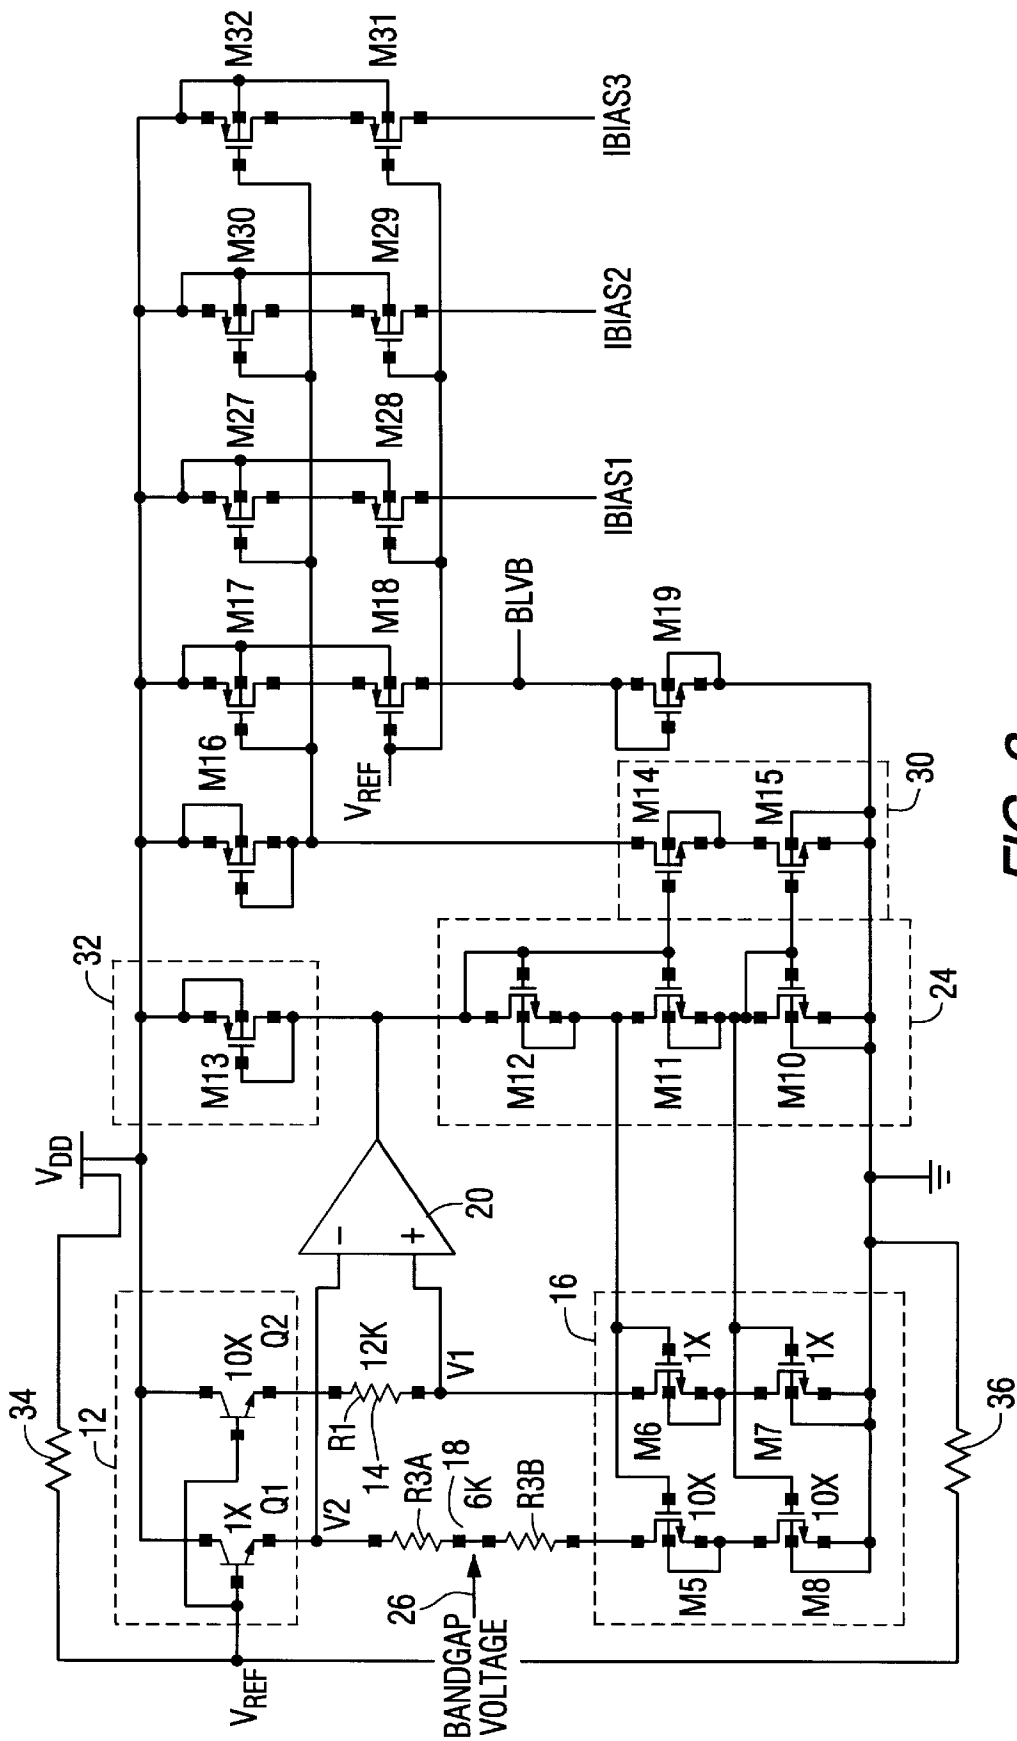 M32
M31
IBIAS3
M30
M29
IBIAS2
M27
M28
IBIAS1
M17
M18
BLVB
M19
M16
VREF
M14
M15
30
32
M13
M12
M11
M10
24
VDD
20
-
+
16
34
12
10X
Q2
1X
Q1
R1
12K
14
V1
V2
R3A
18
6K
R3B
26
BANDGAP
VOLTAGE
VREF
M6
1X
M7
1X
M5
10X
M8
10X
36